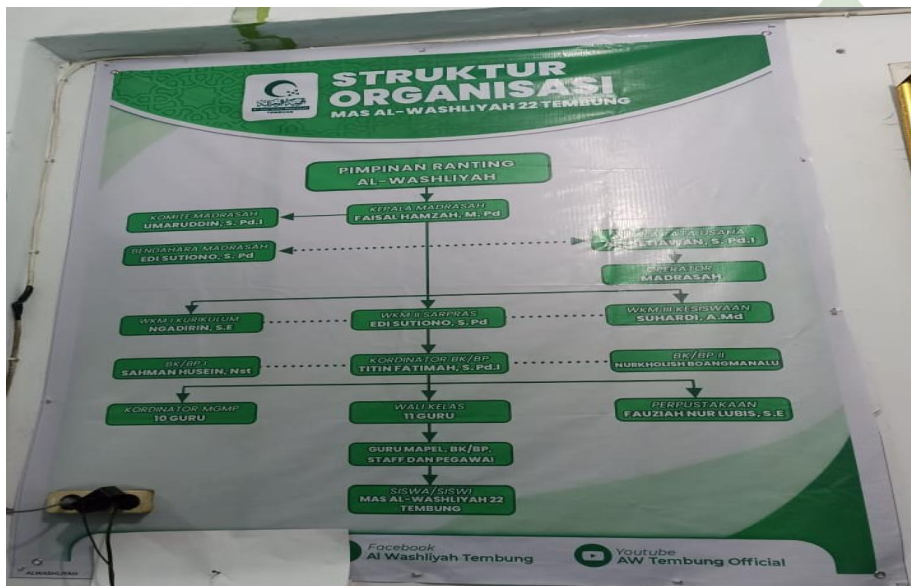 STRUKTUR
ORGANISASI
MAS AL-WASHLIYAH 22 TEMBUNG
PIMPINAN RANTING
AL-WASHLIYAH
KEPALA MADRASAH
FAISAL HAMZAH, M, Pd
KOMITE MADRASAH
UMARUDDIN, S. Pd.I
BENDAHARA MADRASAH
EDI SUTIONO, S. Pd
TATA USAHA
S. Pd.I
OPERATOR
MADRASAH
WKM I KURIKULUM
NGADIRIN, S.E
WKM II SARPRAS
EDI SUTIONO, S.Pd
WKM III KESISWAAN
SUHARDI, A.Md
BK/BP I
SAHMAN HUSEIN, Nst
KORDINATOR BK/BP
TITIN FATIMAH, S.Pd.I
BK/BP II
NURKHOLISH BOANGMANALU
KORDINATOR MGMP
10 GURU
WALI KELAS
11 GURU
PERPUSTAKAAN
FAUZIAH NUR LUBIS, S.E
GURU MAPEL, BK/BP,
STAFF DAN PEGAWAI
SISWA/SISWI
MAS AL-WASHLIYAH 22
TEMBUNG
Facebook
Al Washliyah Tembung
Youtube
AW Tembung Official
ALWASHLIYAH